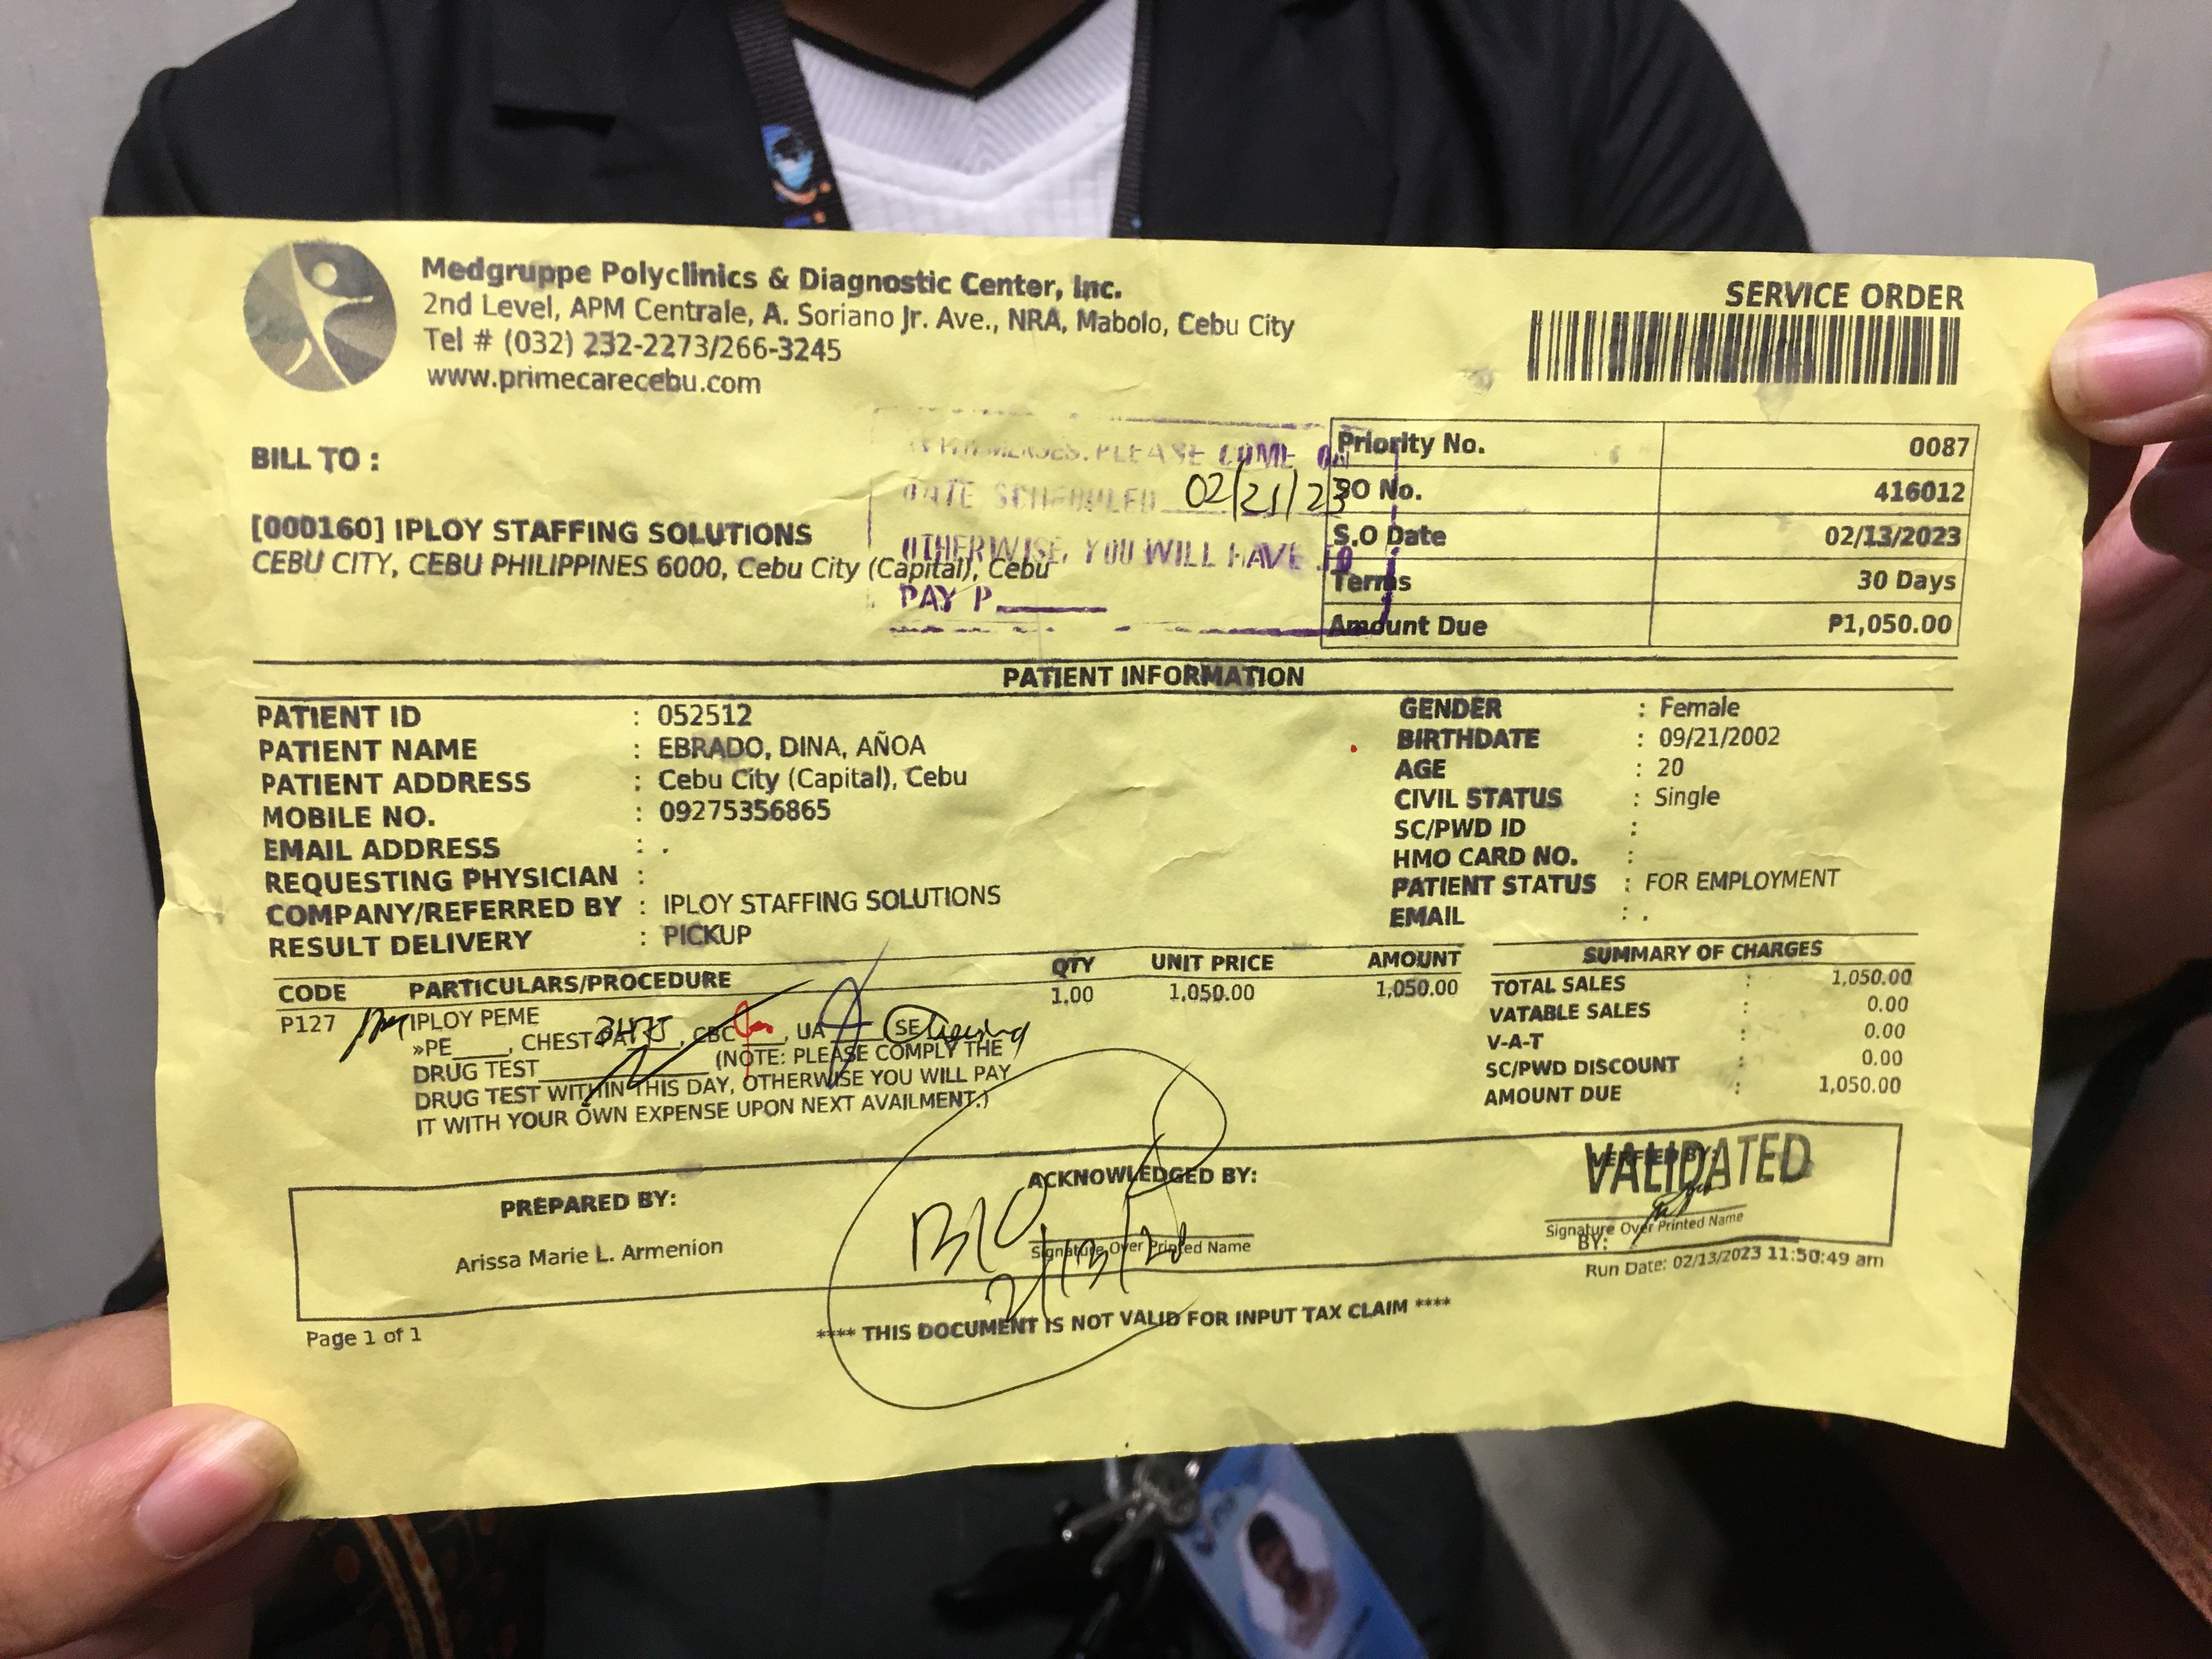 Medgruppe Polyclinics & Diagnostic Center, Inc.
2nd Level, APM Centrale, A. Soriano Jr. Ave., NRA, Mabolo, Cebu City
Tel # (032) 232-2273/266-3245
www.primecarecebu.com
SERVICE ORDER
BILL TO :
[000160] IPLOY STAFFING SOLUTIONS
CEBU CITY, CEBU PHILIPPINES 6000, Cebu City (Capital), Cebu
PLEASE COME ON
DATE SCHEDULED 02/21/23
OTHERWISE, YOU WILL HAVE TO
PAY P
Priority No. 0087
SO No. 416012
S.O Date 02/13/2023
Terms 30 Days
Amount Due ₱1,050.00
PATIENT INFORMATION
PATIENT ID : 052512
PATIENT NAME : EBRADO, DINA, AÑOA
PATIENT ADDRESS : Cebu City (Capital), Cebu
MOBILE NO. : 09275356865
EMAIL ADDRESS : .
REQUESTING PHYSICIAN :
COMPANY/REFERRED BY : IPLOY STAFFING SOLUTIONS
RESULT DELIVERY : PICKUP
GENDER : Female
BIRTHDATE : 09/21/2002
AGE : 20
CIVIL STATUS : Single
SC/PWD ID :
HMO CARD NO. :
PATIENT STATUS : FOR EMPLOYMENT
EMAIL : .
CODE PARTICULARS/PROCEDURE QTY UNIT PRICE AMOUNT
P127 IPLOY PEME 1.00 1,050.00 1,050.00
»PE____, CHEST PA____, CBC____, UA____, SE
DRUG TEST____ (NOTE: PLEASE COMPLY THE
DRUG TEST WITHIN THIS DAY, OTHERWISE YOU WILL PAY
IT WITH YOUR OWN EXPENSE UPON NEXT AVAILMENT.)
SUMMARY OF CHARGES
TOTAL SALES : 1,050.00
VATABLE SALES : 0.00
V-A-T : 0.00
SC/PWD DISCOUNT : 0.00
AMOUNT DUE : 1,050.00
PREPARED BY:
Arissa Marie L. Armenion
ACKNOWLEDGED BY:
Signature Over Printed Name
VERIFIED BY:
VALIDATED
Signature Over Printed Name
BY:
Run Date: 02/13/2023 11:50:49 am
Page 1 of 1
**** THIS DOCUMENT IS NOT VALID FOR INPUT TAX CLAIM ****